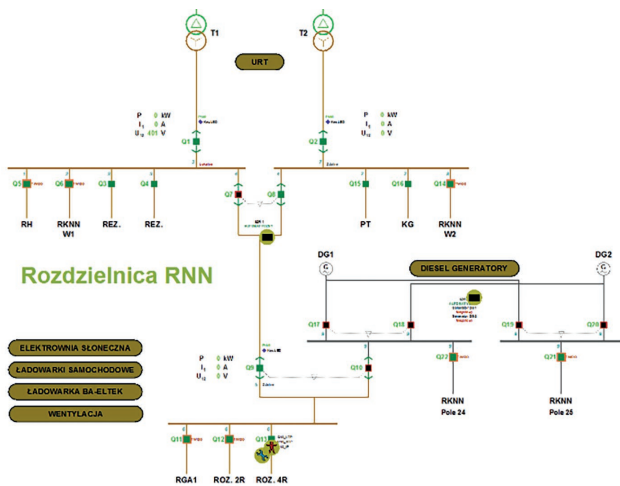 T1
T2
URT
P 0 kW
I₁ 0 A
U₁₂ 401 V
Q1
P 0 kW
I₁ 0 A
U₁₂ 0 V
Q2
Q5
Q6
Q3
Q4
Q7
Q8
Q15
Q16
Q14
RH
RKNN
W1
REZ.
REZ.
PT
KG
RKNN
W2
Rozdzielnica RNN
DG1
DIESEL GENERATORY
DG2
G
G
Q17
Q18
Q19
Q20
ELEKTROWNIA SŁONECZNA
ŁADOWARKI SAMOCHODOWE
ŁADOWARKA BA-ELTEK
WENTYLACJA
P 0 kW
I₁ 0 A
U₁₂ 0 V
Q9
Q10
Q22
Q21
RKNN
Pole 24
RKNN
Pole 25
Q11
Q12
Q13
RGA1
ROZ. 2R
ROZ. 4R